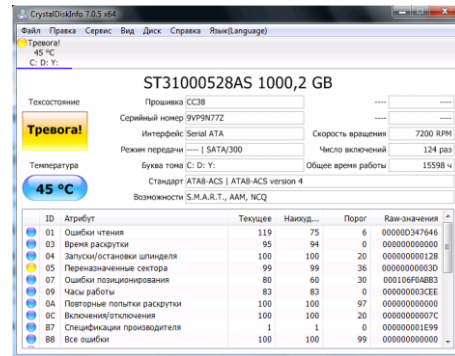 CrystalDiskInfo 7.0.5 x64
Файл Правка Сервис Вид Диск Справка Язык(Language)
Тревога!
45 °C
C: D: Y:
ST31000528AS 1000,2 GB
Техсостояние
Тревога!
Температура
45 °C
Прошивка CC38 ---- ----
Серийный номер 9VP9N77Z ---- ----
Интерфейс Serial ATA Скорость вращения 7200 RPM
Режим передачи ---- | SATA/300 Число включений 124 раз
Буква тома C: D: Y: Общее время работы 15598 ч
Стандарт ATA8-ACS | ATA8-ACS version 4
Возможности S.M.A.R.T., AAM, NCQ
ID Атрибут Текущее Наихуд... Порог Raw-значения
01 Ошибки чтения 119 75 6 00000D347646
03 Время раскрутки 95 94 0 000000000000
04 Запуски/остановки шпинделя 100 100 20 000000000128
05 Переназначенные сектора 99 99 36 00000000003D
07 Ошибки позиционирования 80 60 30 000106F0ABB3
09 Часы работы 83 83 0 000000003CEE
0A Повторные попытки раскрутки 100 100 97 000000000000
0C Включения/отключения 100 100 20 00000000007C
B7 Спецификации производителя 1 1 0 000000001E99
B8 Все ошибки 100 100 99 000000000000